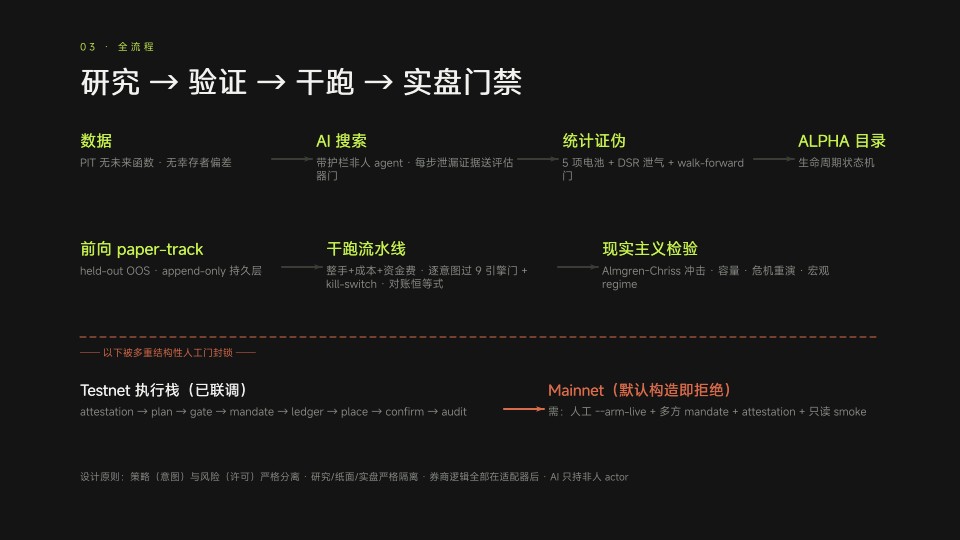 03 · 全流程
研究 → 验证 → 干跑 → 实盘门禁
数据
PIT 无未来函数 · 无幸存者偏差
AI 搜索
带护栏非人 agent · 每步泄漏证据送评估
器门
统计证伪
5 项电池 + DSR 泄气 + walk-forward
门
ALPHA 目录
生命周期状态机
前向 paper-track
held-out OOS · append-only 持久层
干跑流水线
整手+成本+资金费 · 逐意图过 9 引擎门 +
kill-switch · 对账恒等式
现实主义检验
Almgren-Chriss 冲击 · 容量 · 危机重演 · 宏观
regime
—— 以下被多重结构性人工门封锁 ——
Testnet 执行栈（已联调）
attestation → plan → gate → mandate → ledger → place → confirm → audit
Mainnet（默认构造即拒绝）
需：人工 --arm-live + 多方 mandate + attestation + 只读 smoke
设计原则：策略（意图）与风险（许可）严格分离 · 研究/纸面/实盘严格隔离 · 券商逻辑全部在适配器后 · AI 只持非人 actor